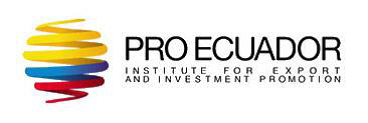 PRO ECUADOR
INSTITUTE FOR EXPORT
AND INVESTMENT PROMOTION